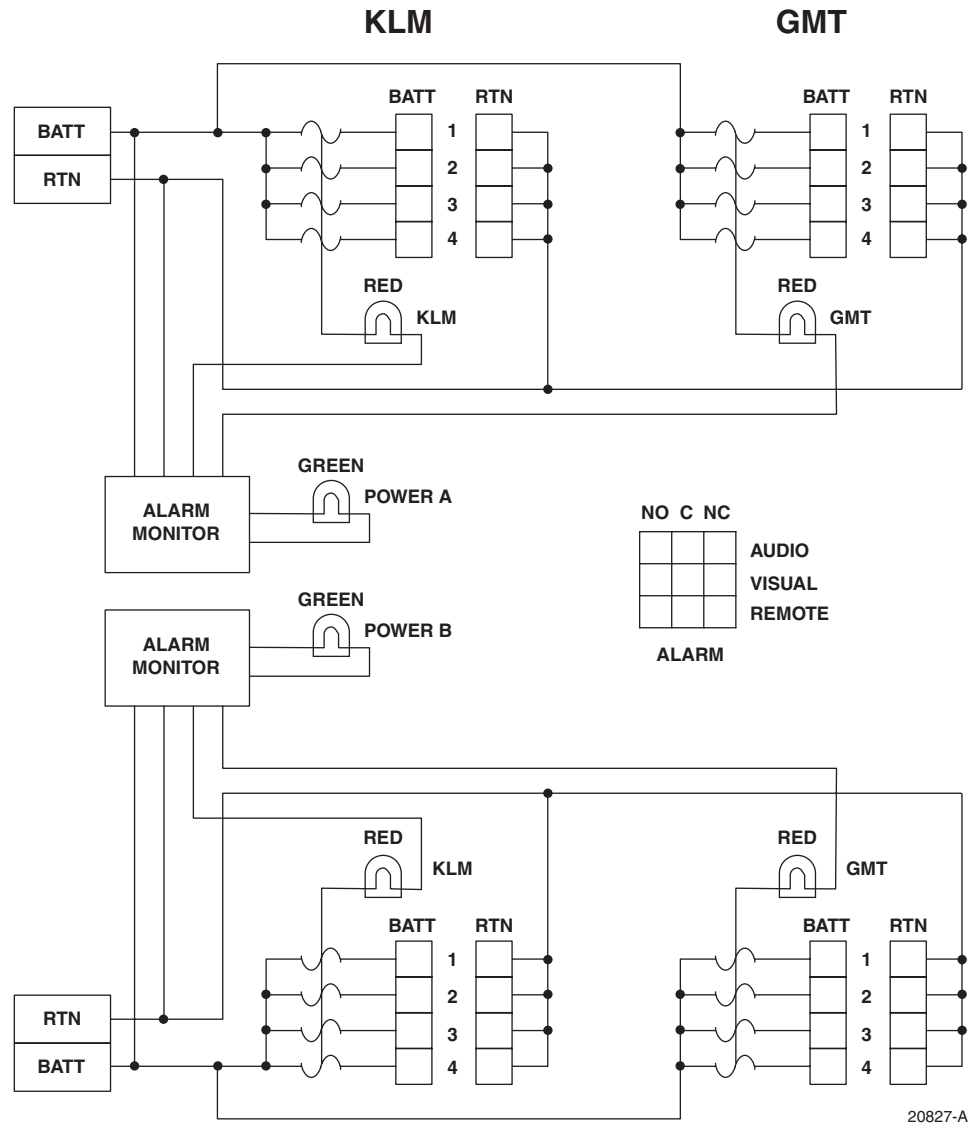 KLM GMT
BATT RTN BATT RTN
BATT 1 1
RTN 2 2
3 3
4 4
RED RED
KLM GMT
GREEN
POWER A
ALARM
MONITOR
NO C NC
AUDIO
VISUAL
REMOTE
ALARM
GREEN
POWER B
ALARM
MONITOR
RED RED
KLM GMT
BATT RTN BATT RTN
1 1
2 2
RTN 3 3
BATT 4 4
20827-A